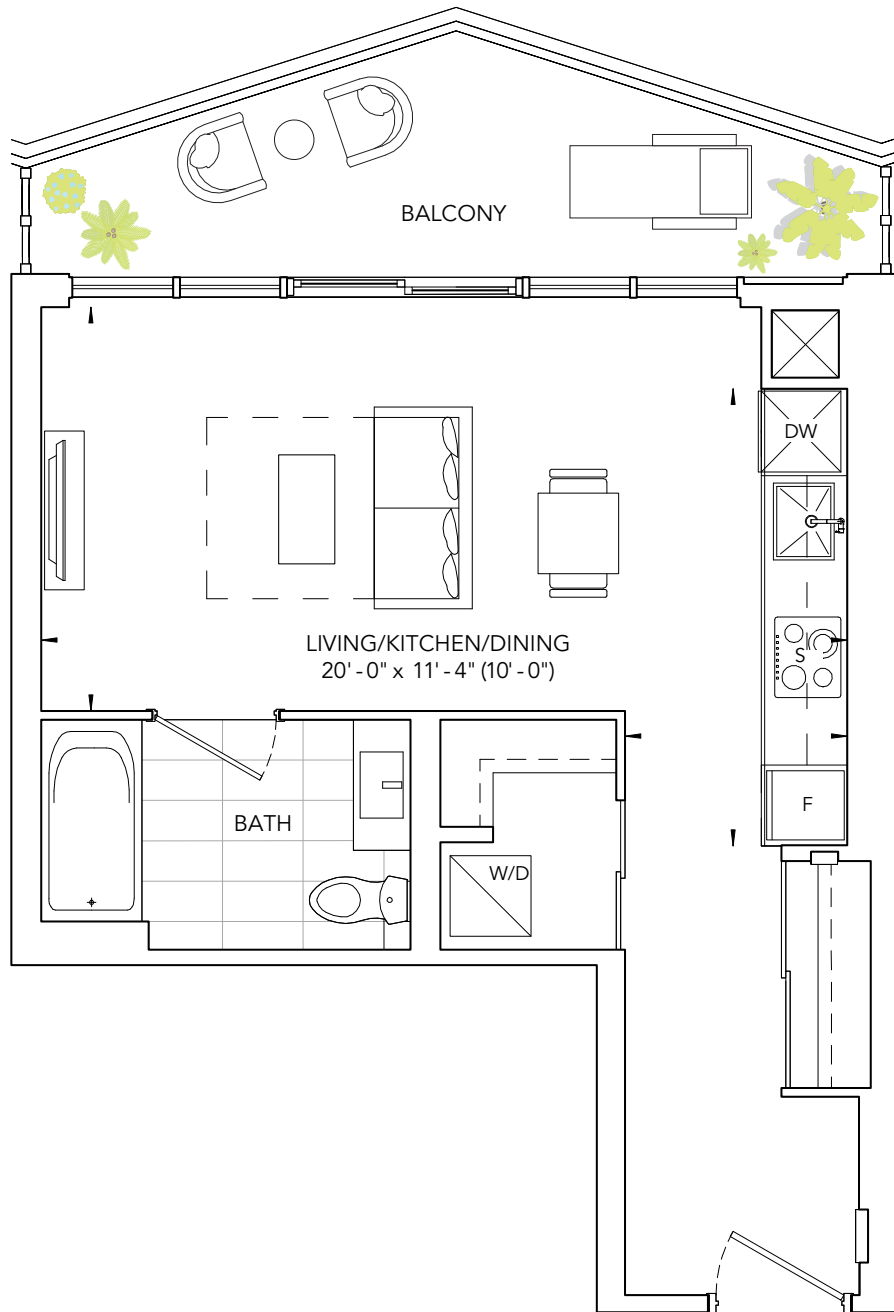 BALCONY
DW
S
LIVING/KITCHEN/DINING
20'-0" x 11'-4" (10'-0")
F
BATH
W/D